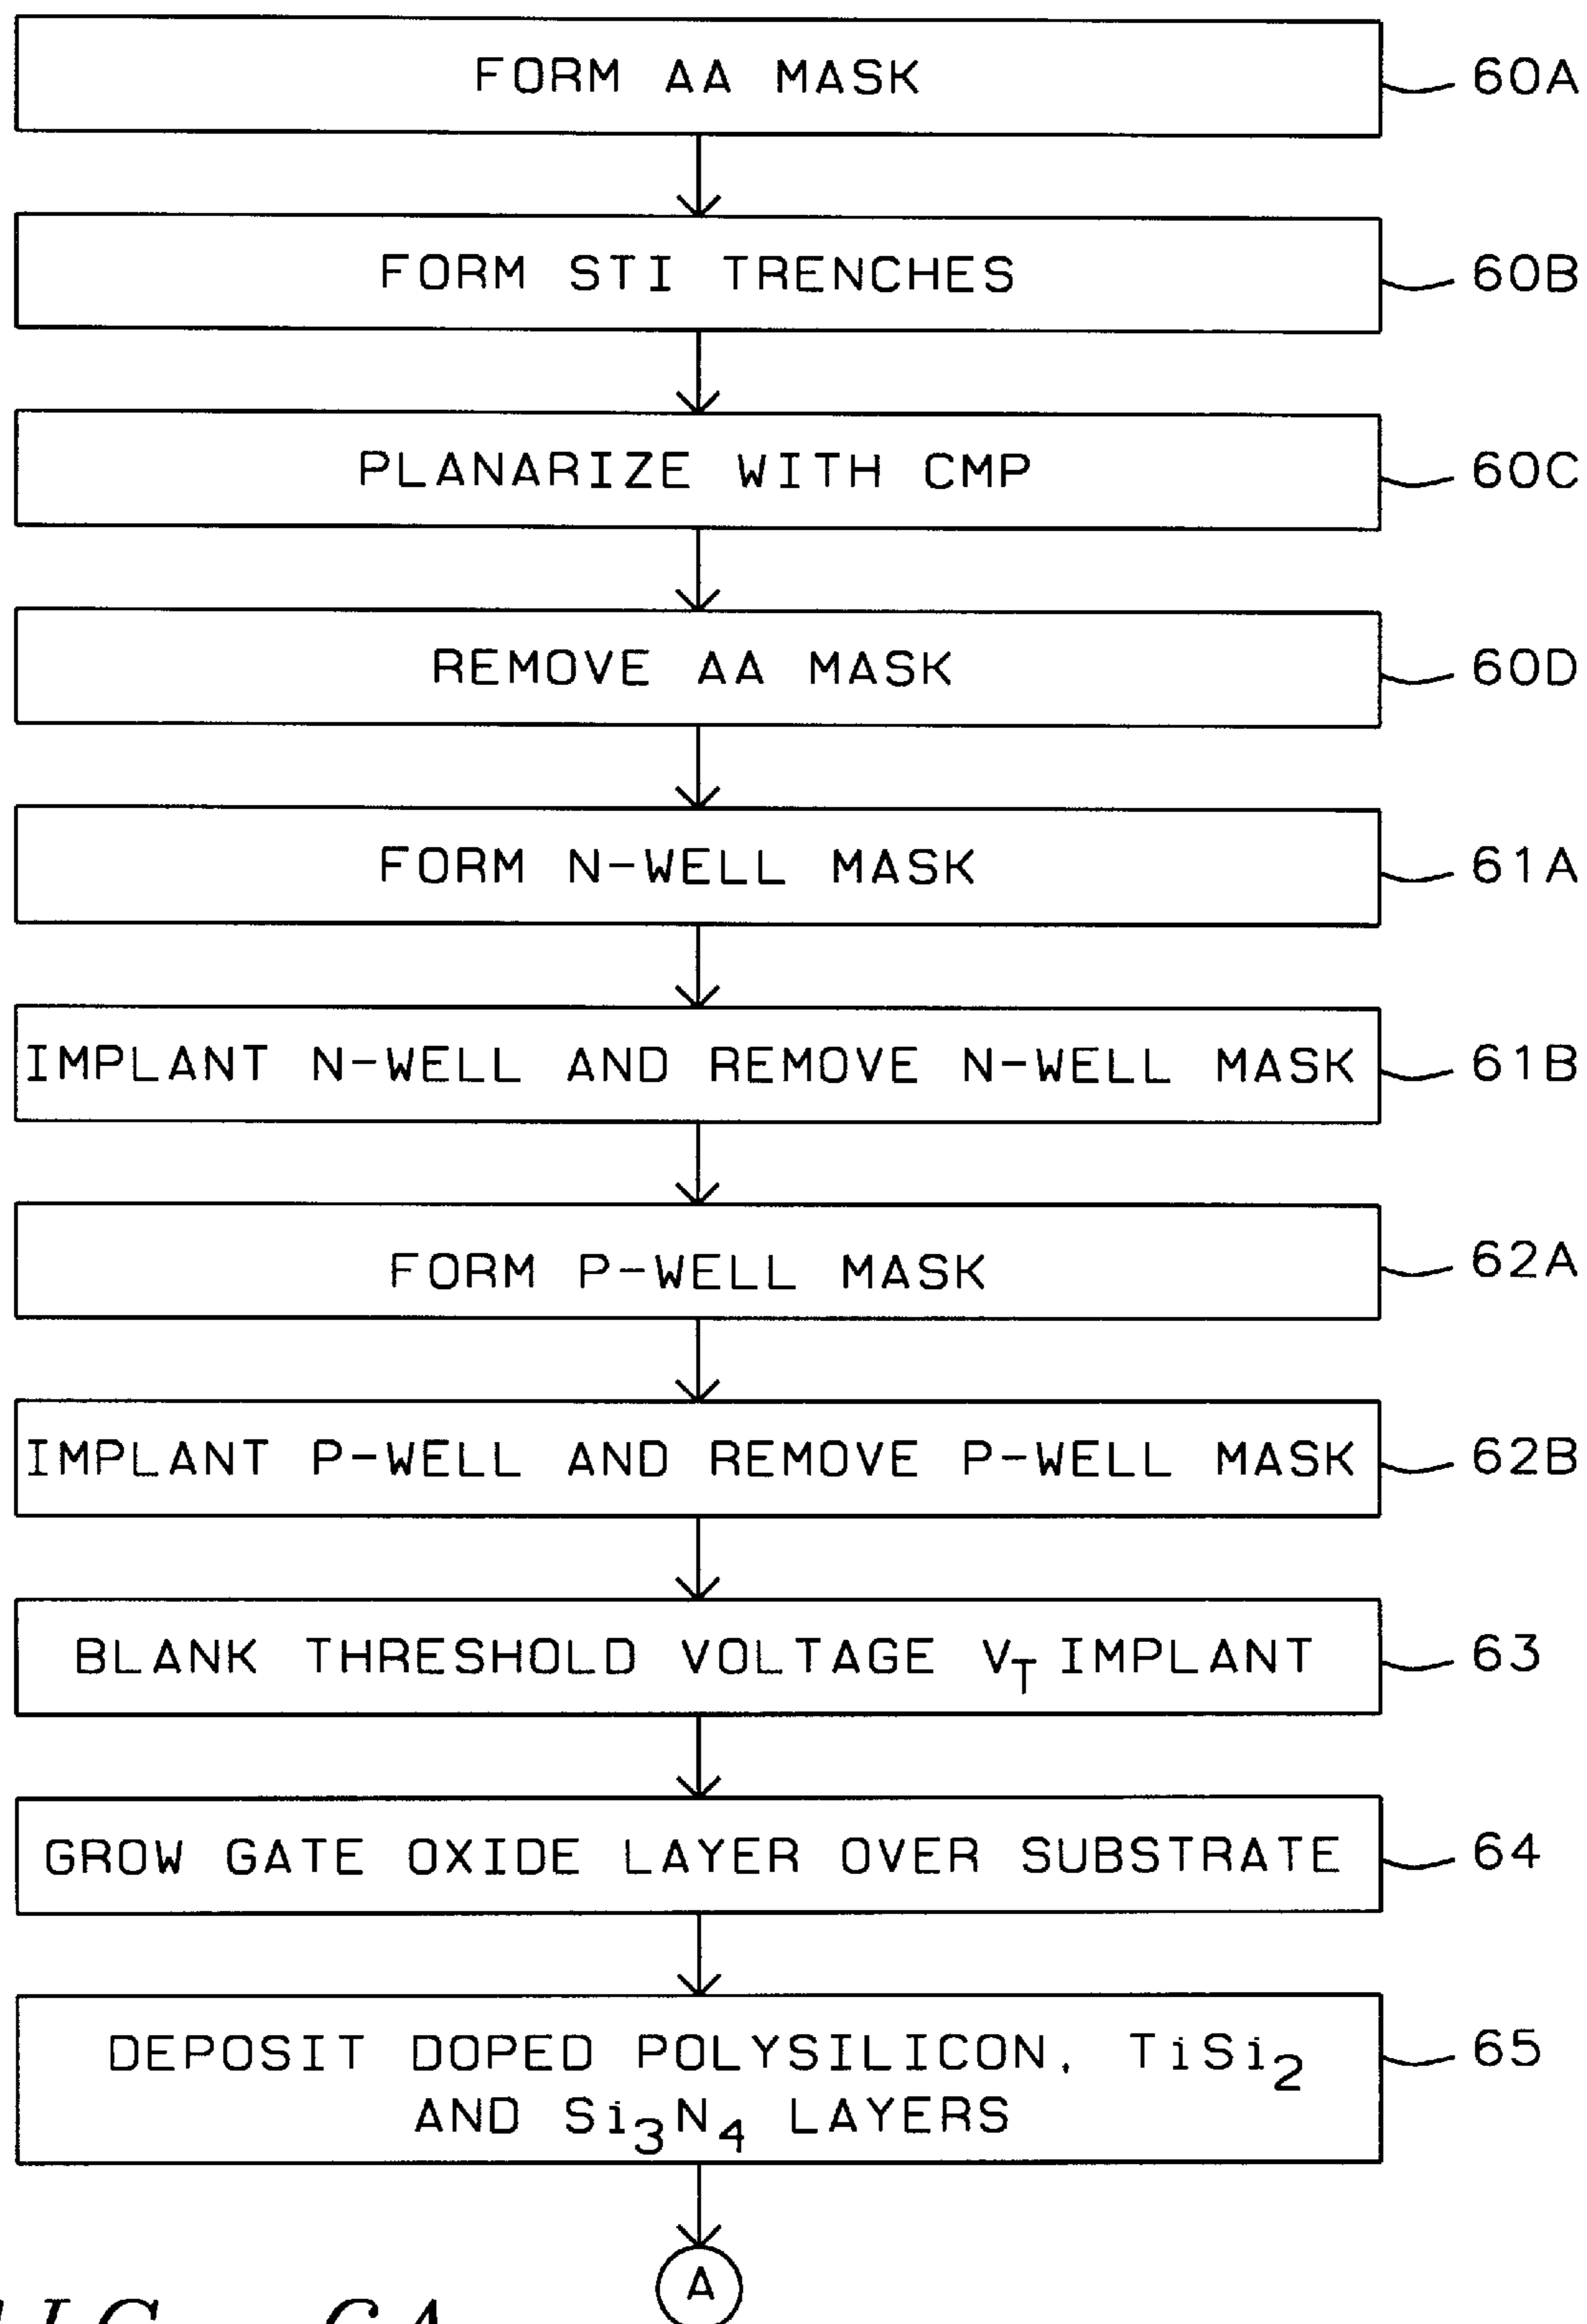 FORM AA MASK 60A
FORM STI TRENCHES 60B
PLANARIZE WITH CMP 60C
REMOVE AA MASK 60D
FORM N-WELL MASK 61A
IMPLANT N-WELL AND REMOVE N-WELL MASK 61B
FORM P-WELL MASK 62A
IMPLANT P-WELL AND REMOVE P-WELL MASK 62B
BLANK THRESHOLD VOLTAGE V_T IMPLANT 63
GROW GATE OXIDE LAYER OVER SUBSTRATE 64
DEPOSIT DOPED POLYSILICON, TiSi₂ 65
AND Si₃N₄ LAYERS
A